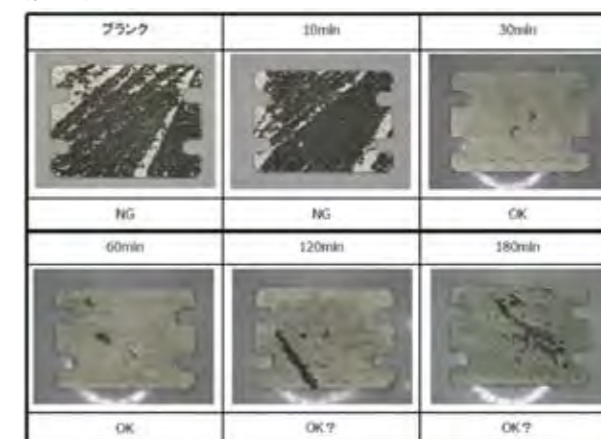 ブランク 10min 30min
NG NG OK
60min 120min 180min
OK OK？ OK？